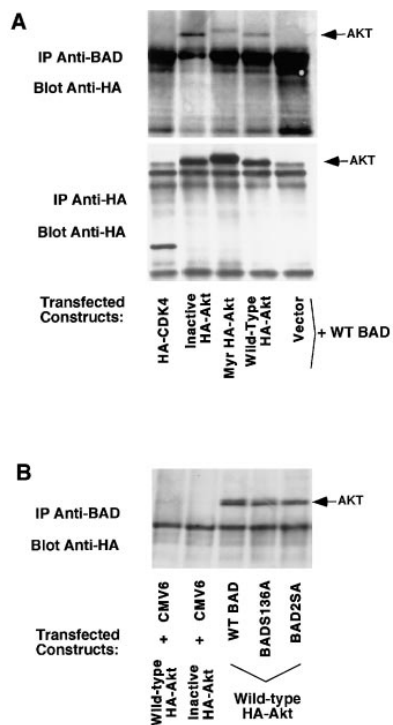 A
AKT
IP Anti-BAD
Blot Anti-HA
AKT
IP Anti-HA
Blot Anti-HA
Transfected
Constructs:
HA-CDK4
Inactive
HA-Akt
Myr HA-Akt
Wild-Type
HA-Akt
Vector
+ WT BAD
B
AKT
IP Anti-BAD
Blot Anti-HA
Transfected
Constructs:
Wild-type + CMV6
HA-Akt
Inactive + CMV6
HA-Akt
WT BAD
BADS136A
BAD2SA
Wild-type
HA-Akt